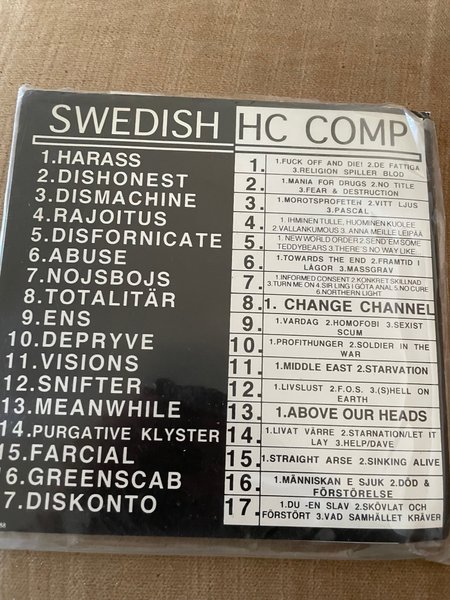 SWEDISH HC COMP
1.HARASS
2.DISHONEST
3.DISMACHINE
4.RAJOITUS
5.DISFORNICATE
6.ABUSE
7.NOJSBOJS
8.TOTALITÄR
9.ENS
10.DEPRYVE
11.VISIONS
12.SNIFTER
13.MEANWHILE
14.PURGATIVE KLYSTER
15.FARCIAL
16.GREENSCAB
17.DISKONTO
88
1. 1.FUCK OFF AND DIE! 2.DE FATTIGA
3.RELIGION SPILLER BLOD
2. 1.MANIA FOR DRUGS 2.NO TITLE
3.FEAR & DESTRUCTION
3. 1.MOROTSPROFETEN 2.VITT LJUS
3.PASCAL
4. 1.IHMINEN TULLE, HUOMINEN KUOLEE
2.VALLANKUMOUS 3.ANNA MEILLE LEIPÄÄ
5. 1.NEW WORLD ORDER 2.SEND'EM SOME
TEDDYBEARS 3.THERE'S NO WAY LIKE..
6. 1.TOWARDS THE END 2.FRAMTID I
LÅGOR 3.MASSGRAV
7. 1.INFORMED CONSENT 2.KONKRET SKILLNAD
3.TURN ME ON 4.SIR LING I GÖTA ANAL 5.NO CURE
6.NORTHERN LIGHT
8. 1. CHANGE CHANNEL
9. 1.VARDAG 2.HOMOFOBI 3.SEXIST
SCUM
10. 1.PROFITHUNGER 2.SOLDIER IN THE
WAR
11. 1.MIDDLE EAST 2.STARVATION
12. 1.LIVSLUST 2.F.O.S. 3.(S)HELL ON
EARTH
13. 1.ABOVE OUR HEADS
14. 1.LIVAT VÄRRE 2.STARNATION/LET IT
LAY 3.HELP/DAVE
15. 1.STRAIGHT ARSE 2.SINKING ALIVE
16. 1.MÄNNISKAN E SJUK 2.DÖD &
FÖRSTÖRELSE
17. 1.DU -EN SLAV 2.SKÖVLAT OCH
FÖRSTÖRT 3.VAD SAMHÄLLET KRÄVER